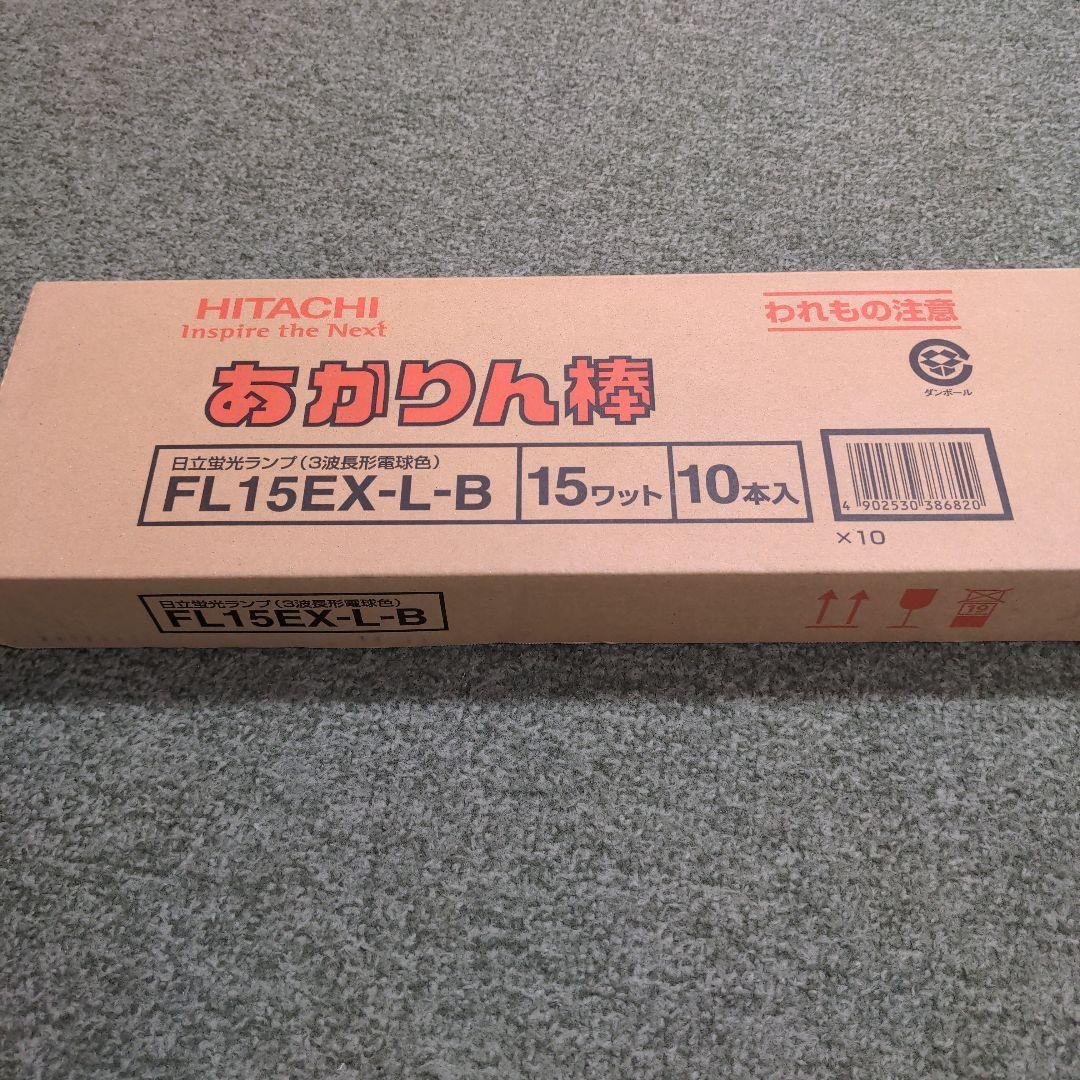 HITACHI
Inspire the Next
われもの注意
あかりん棒
ダンボール
日立蛍光ランプ(3波長形電球色)
FL15EX-L-B
15ワット
10本入
4 902530 386820
×10
日立蛍光ランプ(3波長形電球色)
FL15EX-L-B
19